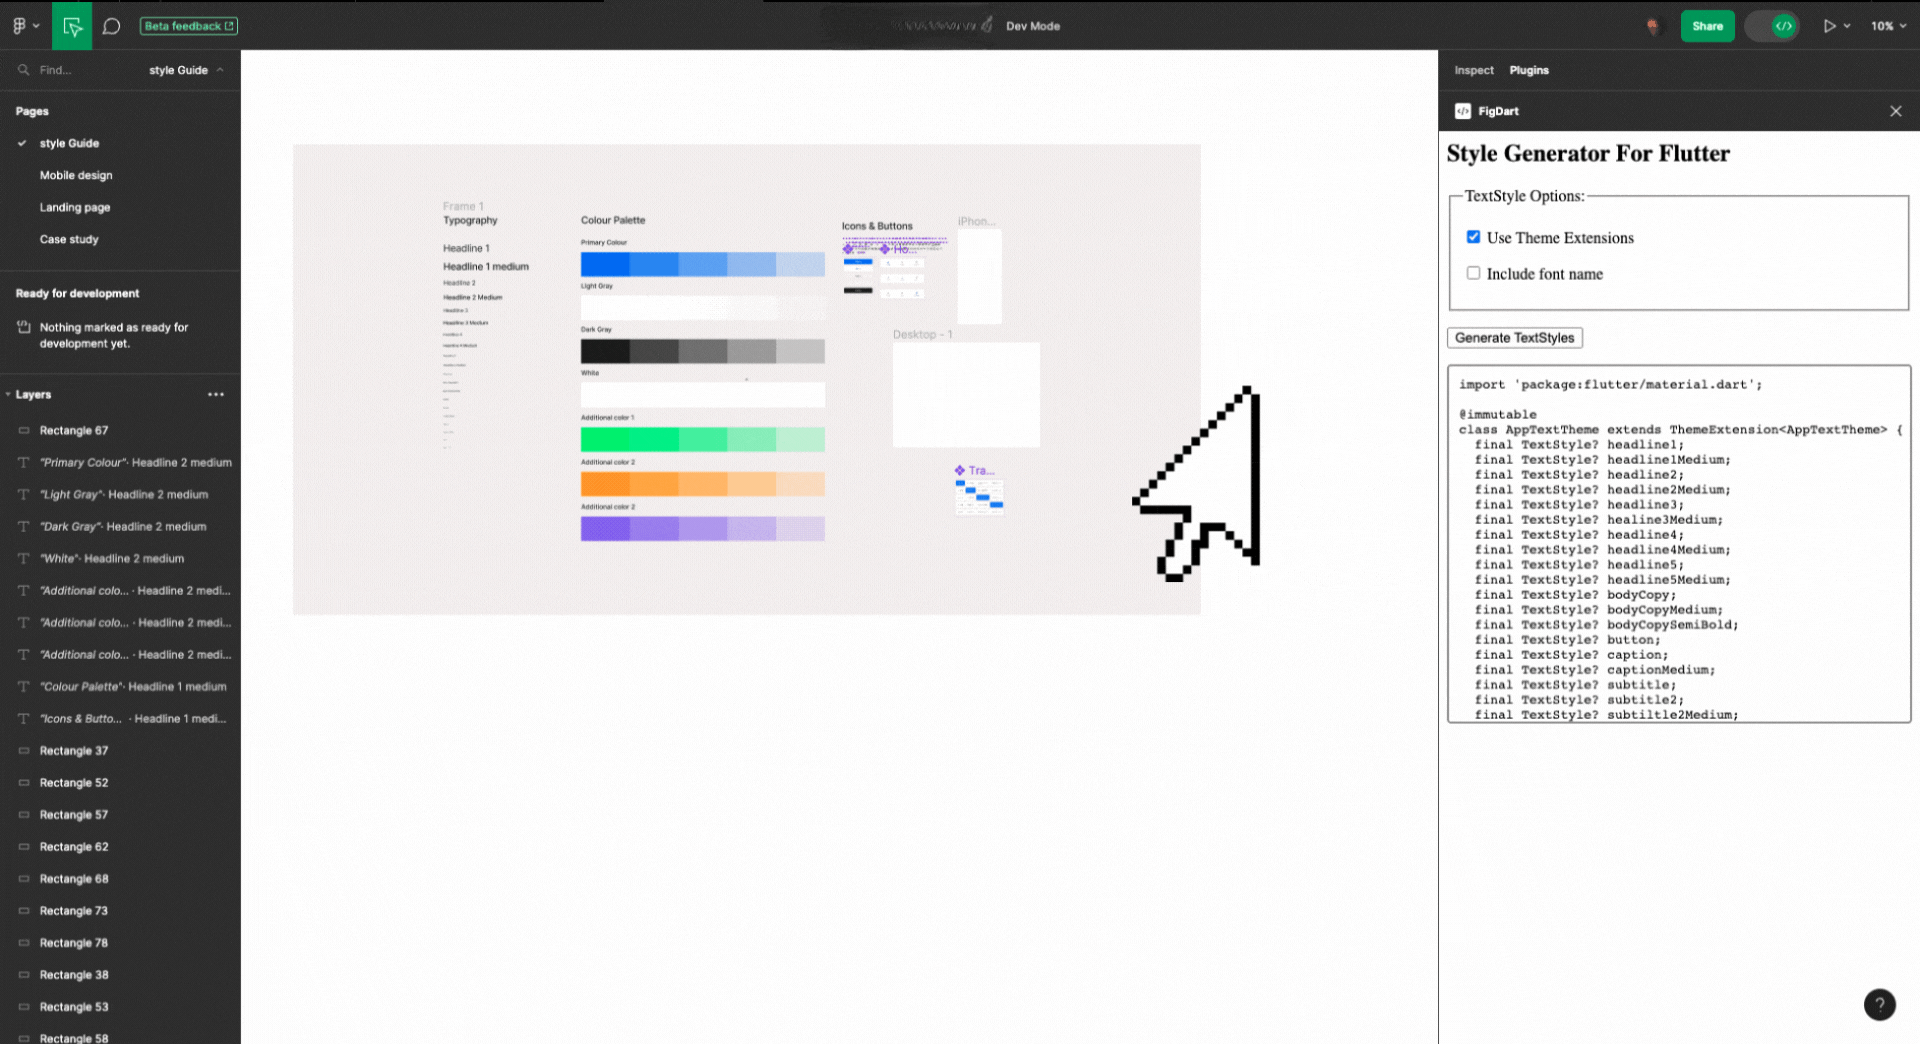 Beta feedback
Dev Mode
Share
10%
Find...
style Guide
Pages
style Guide
Mobile design
Landing page
Case study
Ready for development
Nothing marked as ready for
development yet.
Layers
Rectangle 67
"Primary Colour"· Headline 2 medium
"Light Gray"· Headline 2 medium
"Dark Gray"· Headline 2 medium
"White"· Headline 2 medium
"Additional colo... · Headline 2 medi...
"Additional colo... · Headline 2 medi...
"Additional colo... · Headline 2 medi...
"Colour Palette"· Headline 1 medium
"Icons & Butto... · Headline 1 medi...
Rectangle 37
Rectangle 52
Rectangle 57
Rectangle 62
Rectangle 68
Rectangle 73
Rectangle 78
Rectangle 38
Rectangle 53
Rectangle 58
Frame 1
Typography
Headline 1
Headline 1 medium
Headline 2
Headline 2 Medium
Headline 3
Headline 3 Medium
Colour Palette
Primary Colour
Light Gray
Dark Gray
White
Additional color 1
Additional color 2
Additional color 2
Icons & Buttons
Ho...
iPhon...
Desktop - 1
Tra...
Inspect
Plugins
FigDart
Style Generator For Flutter
TextStyle Options:
Use Theme Extensions
Include font name
Generate TextStyles
import 'package:flutter/material.dart';
@immutable
class AppTextTheme extends ThemeExtension<AppTextTheme> {
final TextStyle? headline1;
final TextStyle? headline1Medium;
final TextStyle? headline2;
final TextStyle? headline2Medium;
final TextStyle? headline3;
final TextStyle? healine3Medium;
final TextStyle? headline4;
final TextStyle? headline4Medium;
final TextStyle? headline5;
final TextStyle? headline5Medium;
final TextStyle? bodyCopy;
final TextStyle? bodyCopyMedium;
final TextStyle? bodyCopySemiBold;
final TextStyle? button;
final TextStyle? caption;
final TextStyle? captionMedium;
final TextStyle? subtitle;
final TextStyle? subtitle2;
final TextStyle? subtiltle2Medium;
?